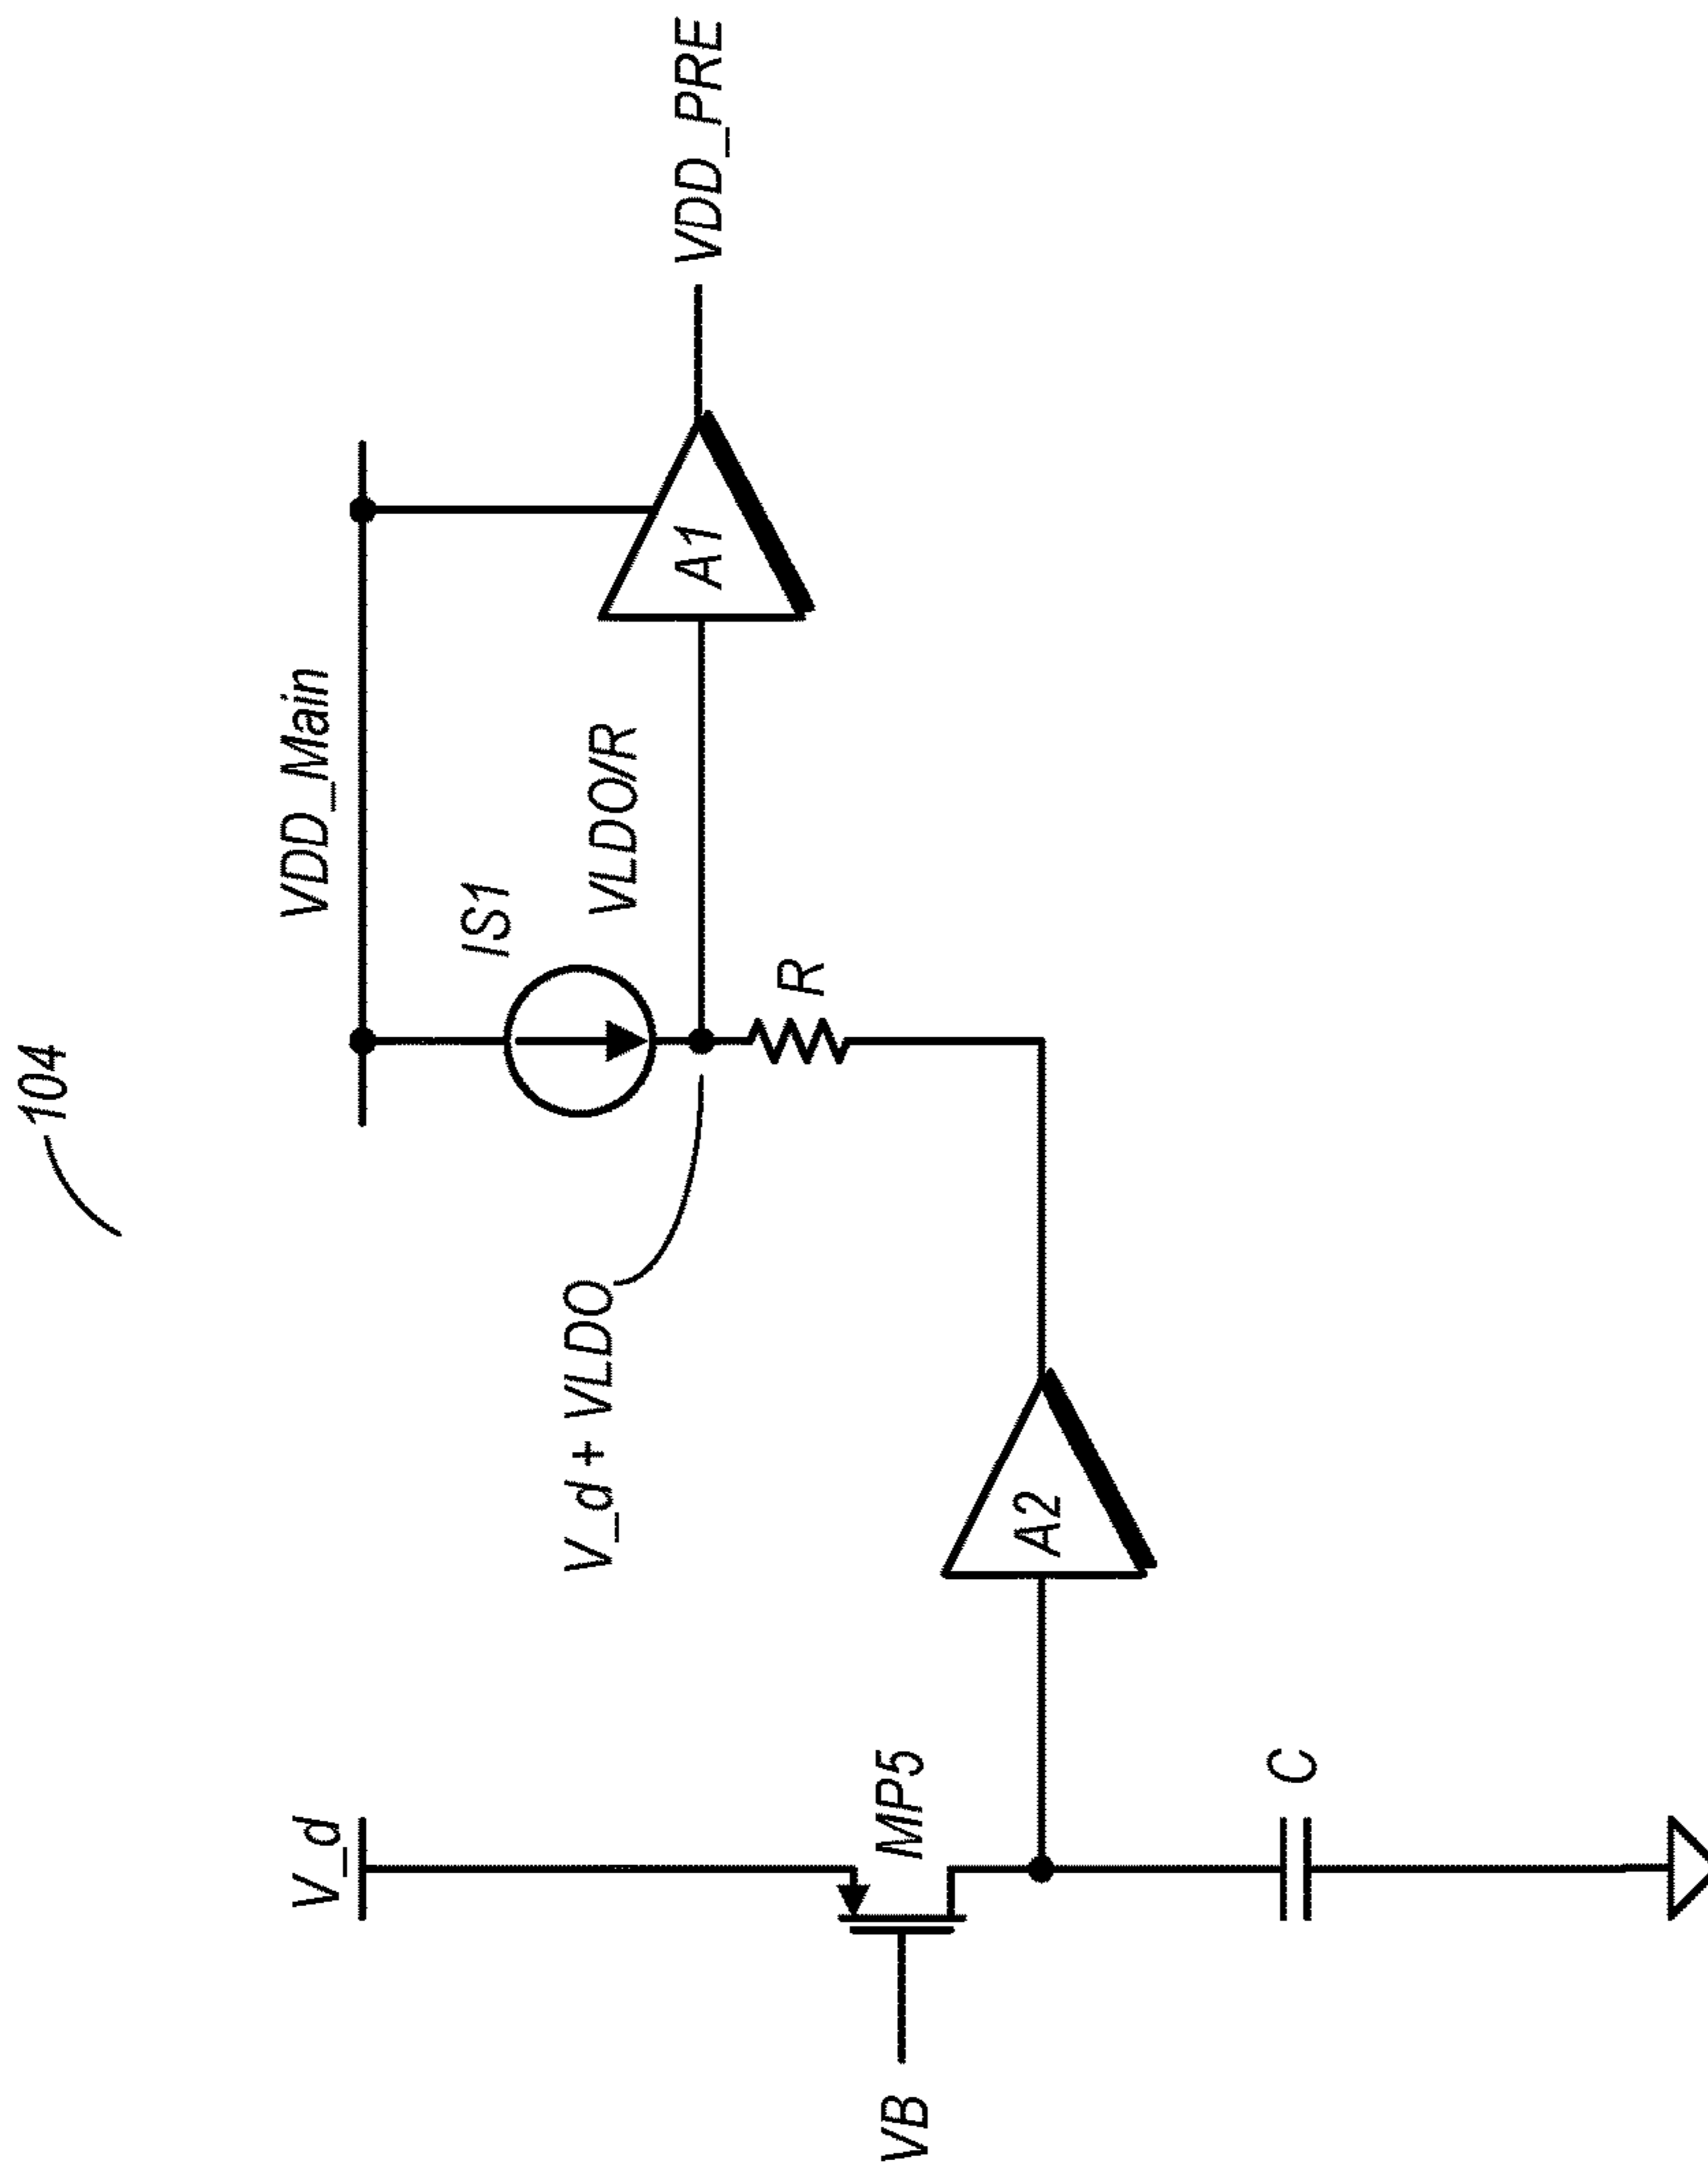 104
VDD_Main
IS1
VLDO/R
V_d + VLDO
A1
VDD_PRE
R
V_d
MP5
VB
A2
C